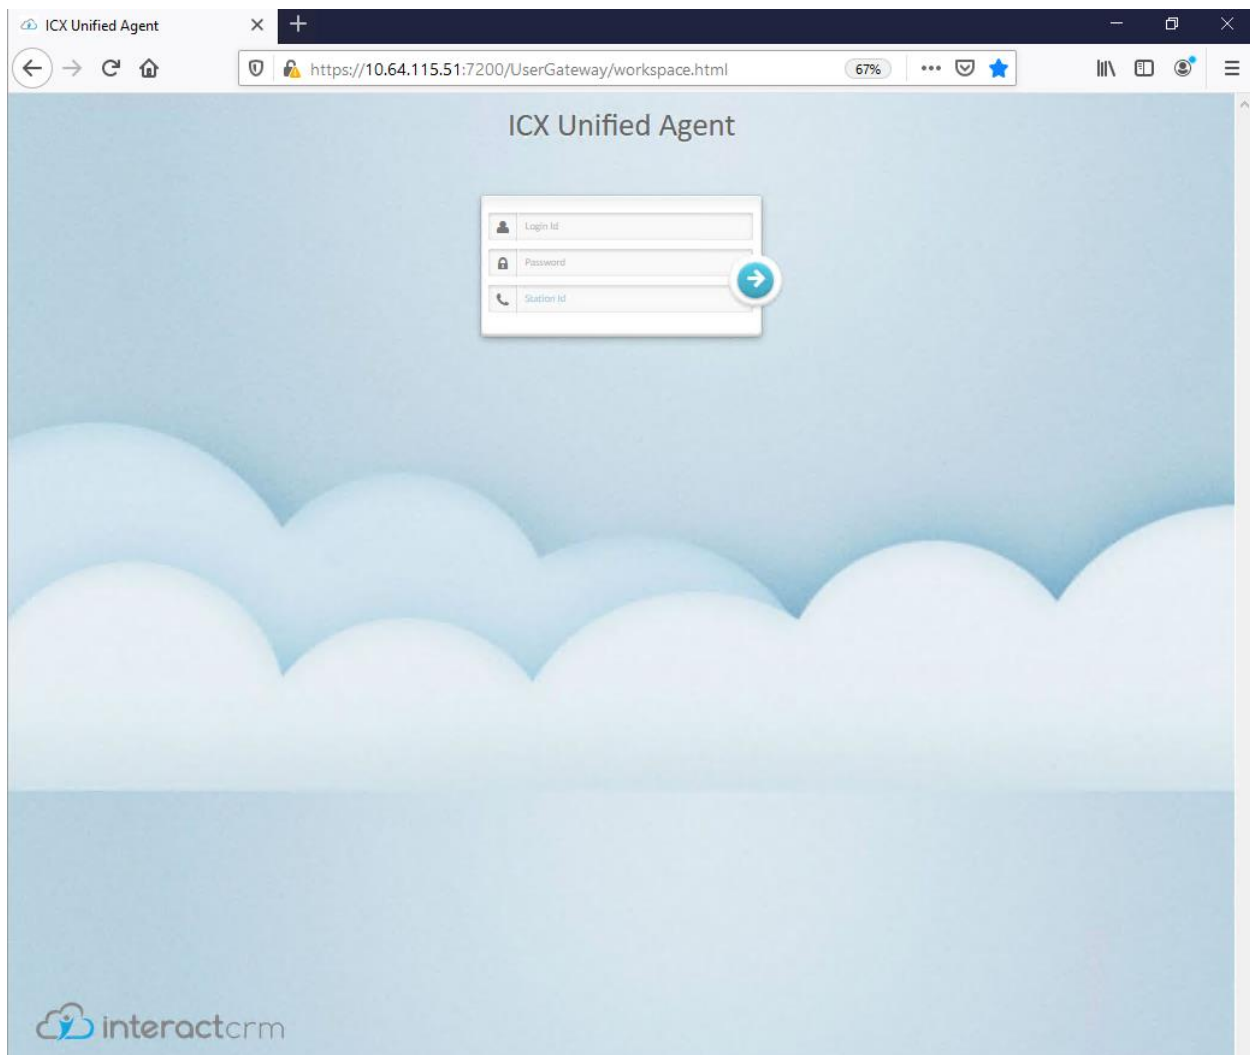 ICX Unified Agent
https://10.64.115.51:7200/UserGateway/workspace.html
67%
ICX Unified Agent
Login Id
Password
Station Id
interactcrm